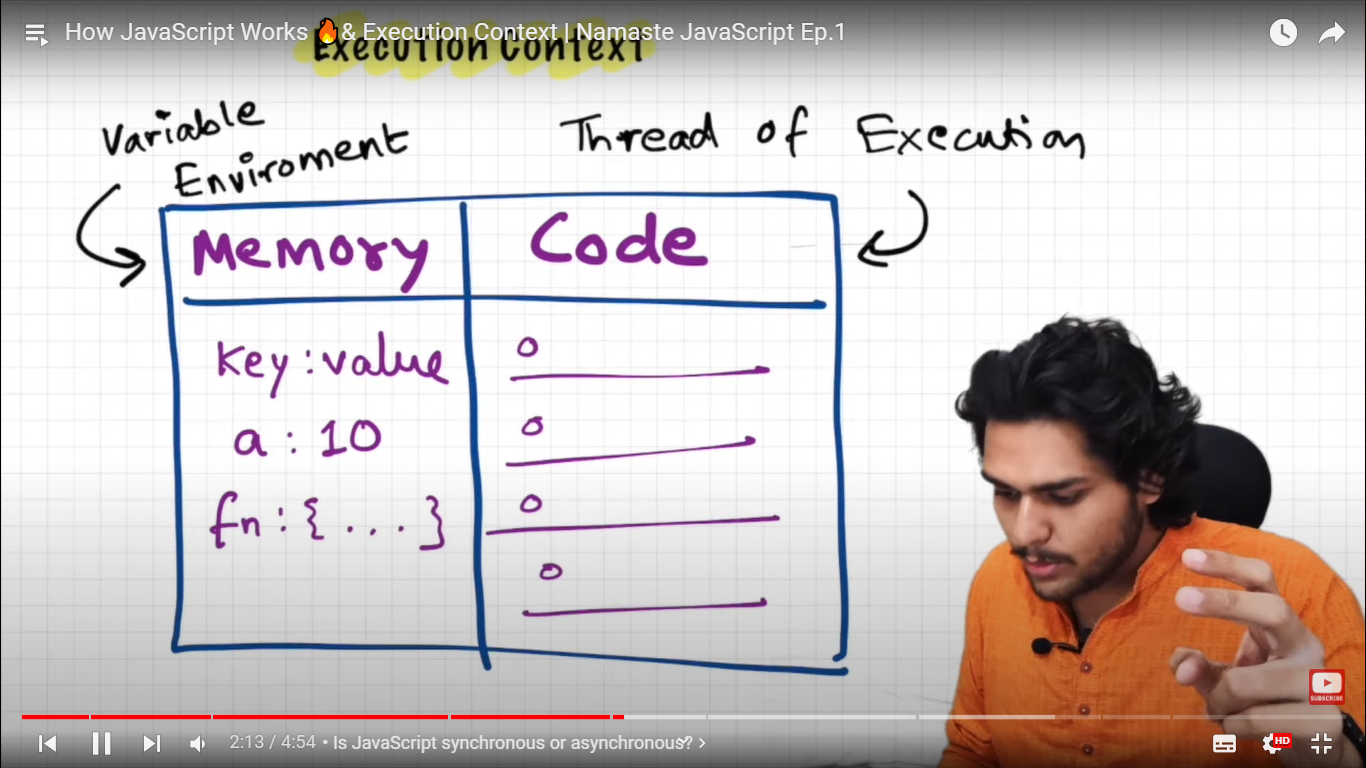 How JavaScript Works 🔥& Execution Context | Namaste JavaScript Ep.1
Execution Context
Variable
Enviroment
Thread of Execution
Memory
Code
key : value
a : 10
fn : { ... }
SUBSCRIBE
2:13 / 4:54 • Is JavaScript synchronous or asynchronous?
HD